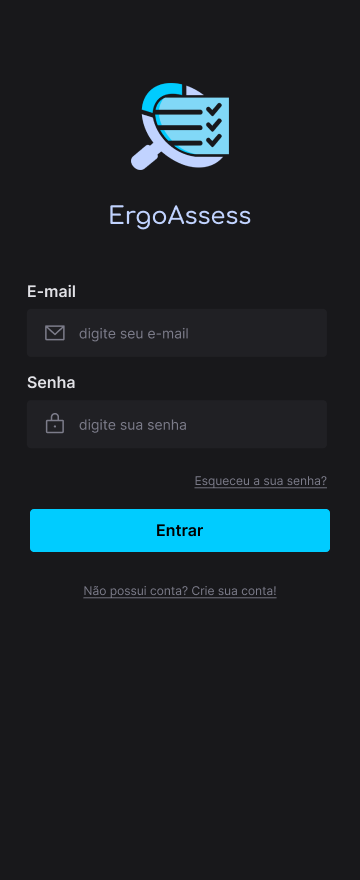 ErgoAssess
E-mail
digite seu e-mail
Senha
digite sua senha
Esqueceu a sua senha?
Entrar
Não possui conta? Crie sua conta!